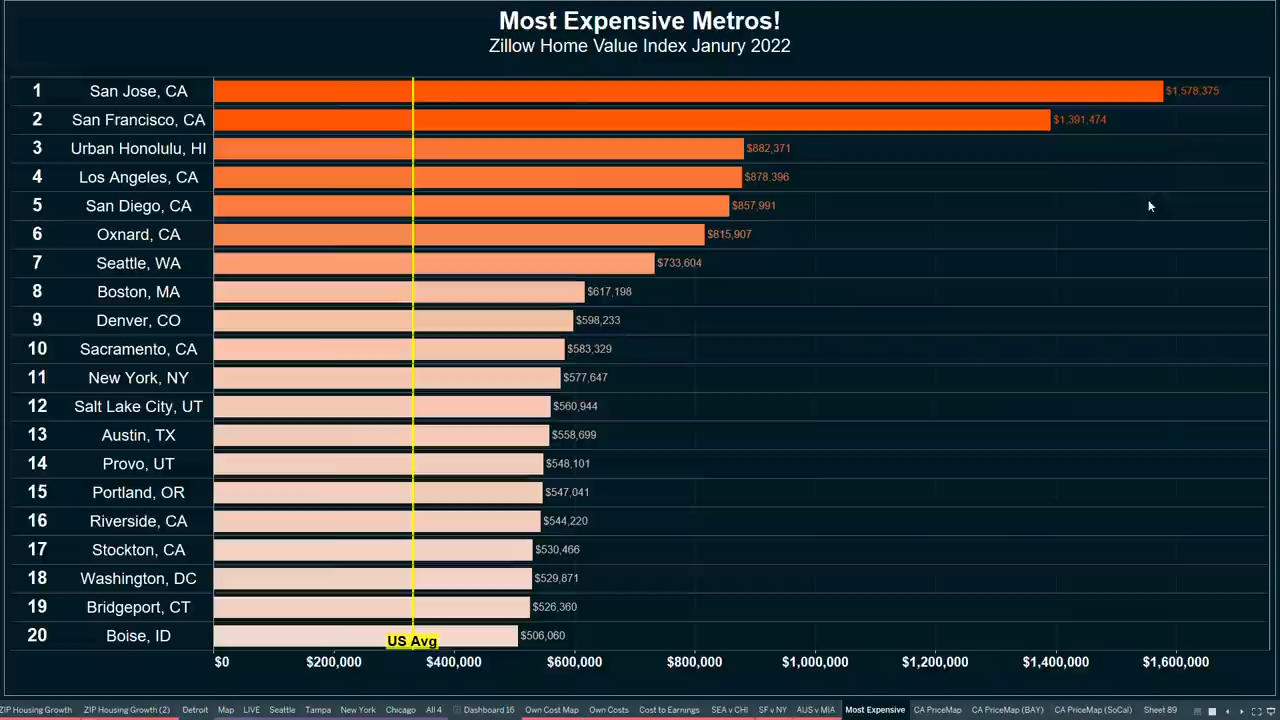 Most Expensive Metros!
Zillow Home Value Index Janury 2022
1 San Jose, CA $1,578,375
2 San Francisco, CA $1,391,474
3 Urban Honolulu, HI $882,371
4 Los Angeles, CA $878,396
5 San Diego, CA $857,991
6 Oxnard, CA $815,907
7 Seattle, WA $733,604
8 Boston, MA $617,198
9 Denver, CO $598,233
10 Sacramento, CA $583,329
11 New York, NY $577,647
12 Salt Lake City, UT $560,944
13 Austin, TX $558,699
14 Provo, UT $548,101
15 Portland, OR $547,041
16 Riverside, CA $544,220
17 Stockton, CA $530,466
18 Washington, DC $529,871
19 Bridgeport, CT $526,360
20 Boise, ID $506,060
US Avg
$0 $200,000 $400,000 $600,000 $800,000 $1,000,000 $1,200,000 $1,400,000 $1,600,000
ZIP Housing Growth ZIP Housing Growth (2) Detroit Map LIVE Seattle Tampa New York Chicago All 4 Dashboard 16 Own Cost Map Own Costs Cost to Earnings SEA v CHI SF v NY AUS v MIA Most Expensive CA PriceMap CA PriceMap (BAY) CA PriceMap (SoCal) Sheet 89